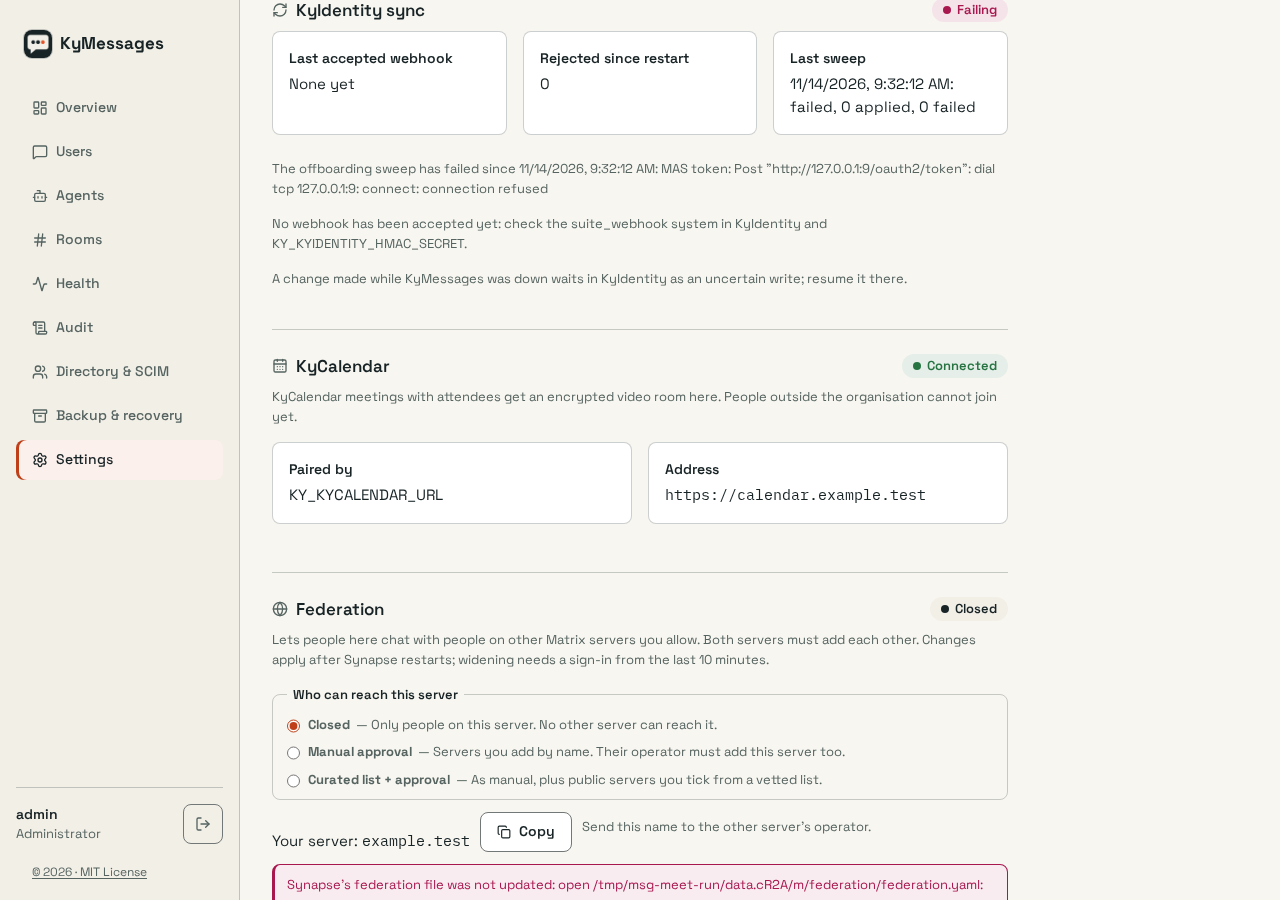 KyMessages
Overview
Users
Agents
Rooms
Health
Audit
Directory & SCIM
Backup & recovery
Settings
admin
Administrator
© 2026 · MIT License
KyIdentity sync
Failing
Last accepted webhook
None yet
Rejected since restart
0
Last sweep
11/14/2026, 9:32:12 AM:
failed, 0 applied, 0 failed
The offboarding sweep has failed since 11/14/2026, 9:32:12 AM: MAS token: Post "http://127.0.0.1:9/oauth2/token": dial
tcp 127.0.0.1:9: connect: connection refused
No webhook has been accepted yet: check the suite_webhook system in KyIdentity and
KY_KYIDENTITY_HMAC_SECRET.
A change made while KyMessages was down waits in KyIdentity as an uncertain write; resume it there.
KyCalendar
Connected
KyCalendar meetings with attendees get an encrypted video room here. People outside the organisation cannot join
yet.
Paired by
KY_KYCALENDAR_URL
Address
https://calendar.example.test
Federation
Closed
Lets people here chat with people on other Matrix servers you allow. Both servers must add each other. Changes
apply after Synapse restarts; widening needs a sign-in from the last 10 minutes.
Who can reach this server
Closed — Only people on this server. No other server can reach it.
Manual approval — Servers you add by name. Their operator must add this server too.
Curated list + approval — As manual, plus public servers you tick from a vetted list.
Your server: example.test
Copy
Send this name to the other server's operator.
Synapse's federation file was not updated: open /tmp/msg-meet-run/data.cR2A/m/federation/federation.yaml: